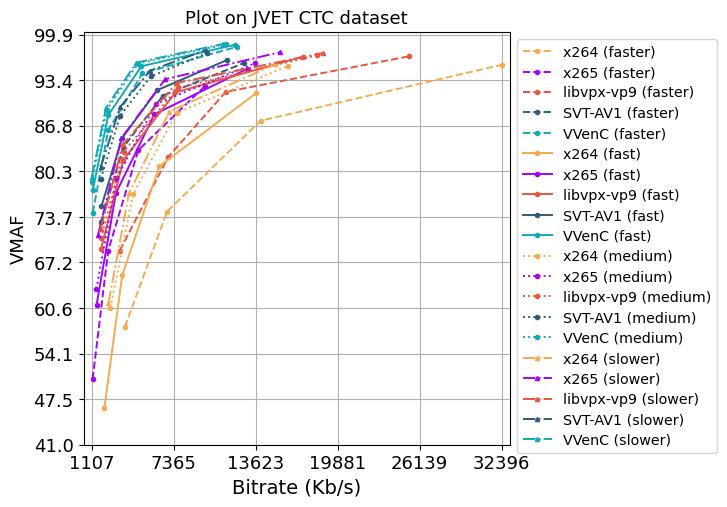 Plot on JVET CTC dataset
VMAF
99.9
93.4
86.8
80.3
73.7
67.2
60.6
54.1
47.5
41.0
1107 7365 13623 19881 26139 32396
Bitrate (Kb/s)
x264 (faster)
x265 (faster)
libvpx-vp9 (faster)
SVT-AV1 (faster)
VVenC (faster)
x264 (fast)
x265 (fast)
libvpx-vp9 (fast)
SVT-AV1 (fast)
VVenC (fast)
x264 (medium)
x265 (medium)
libvpx-vp9 (medium)
SVT-AV1 (medium)
VVenC (medium)
x264 (slower)
x265 (slower)
libvpx-vp9 (slower)
SVT-AV1 (slower)
VVenC (slower)